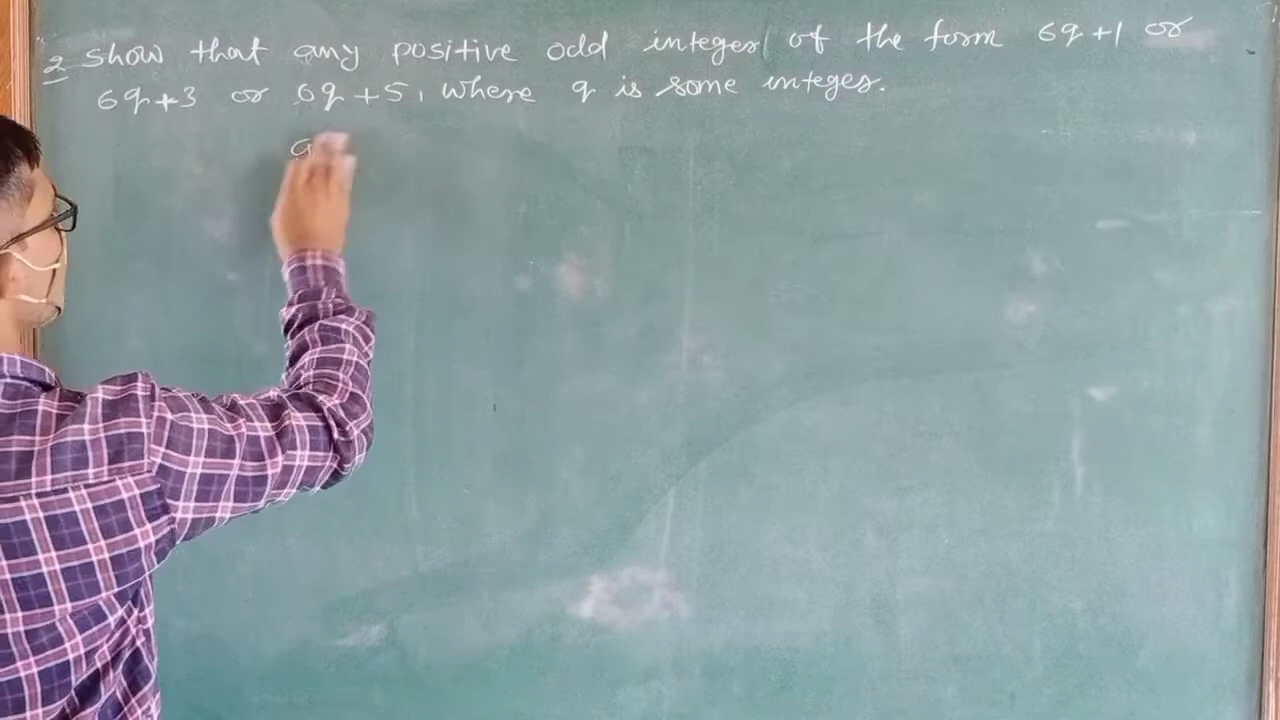 2 Show that any positive odd integer of the form 6q+1 or
6q+3 or 6q+5, where q is some integer.
a